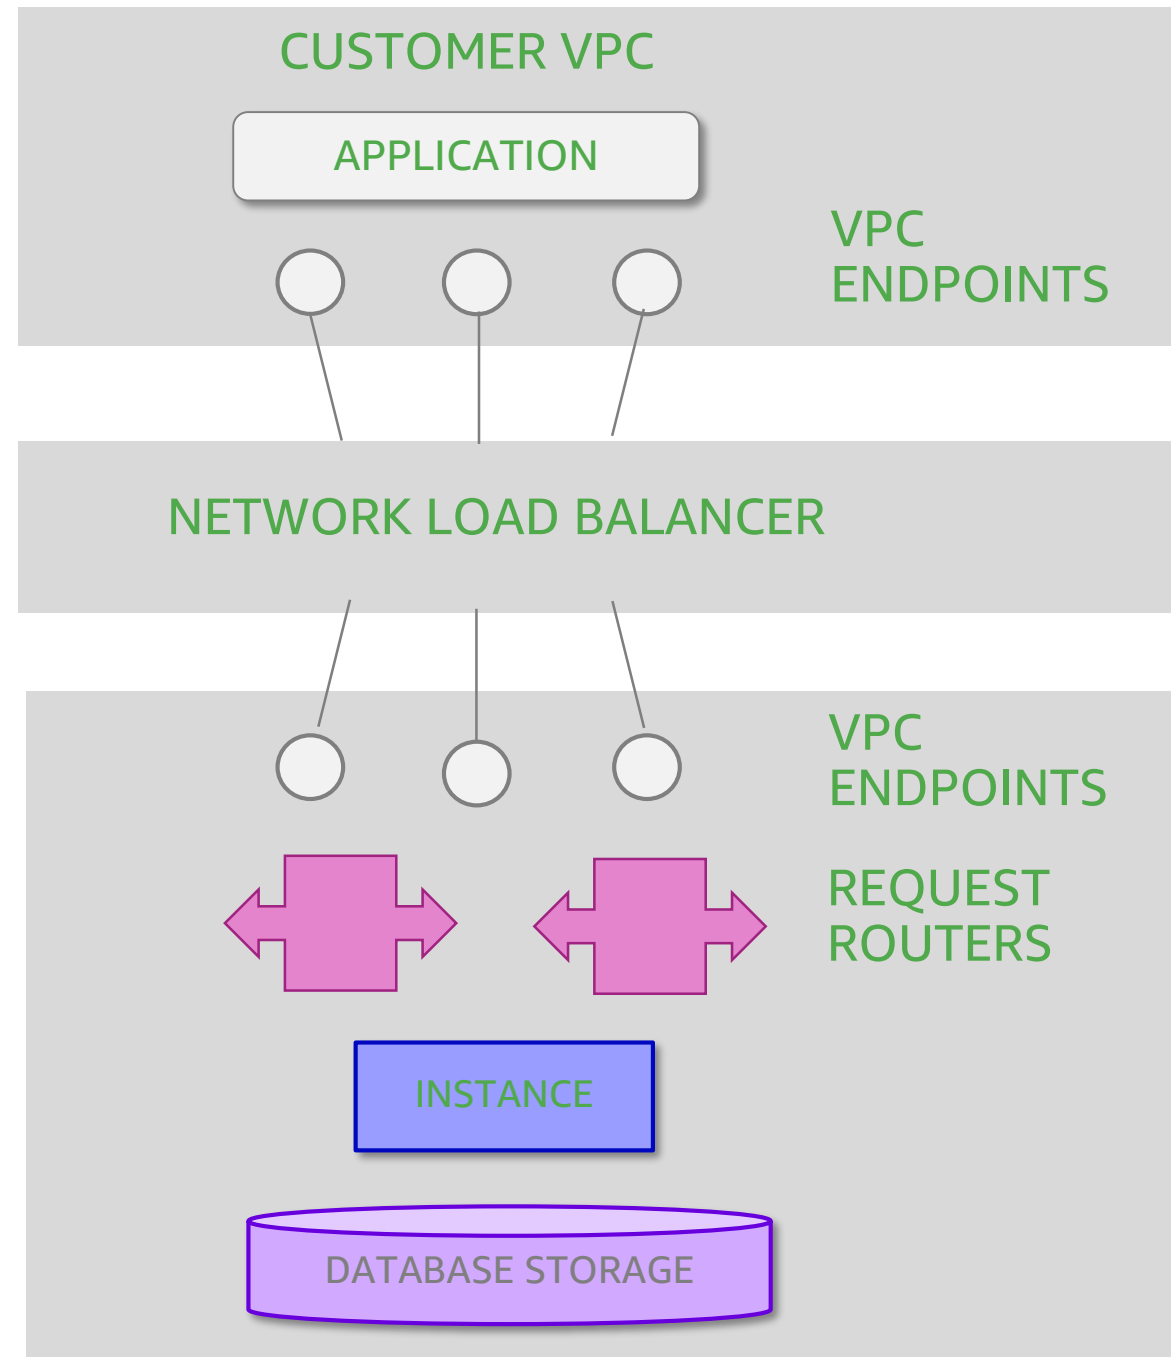 CUSTOMER VPC
APPLICATION
VPC
ENDPOINTS
NETWORK LOAD BALANCER
VPC
ENDPOINTS
REQUEST
ROUTERS
INSTANCE
DATABASE STORAGE